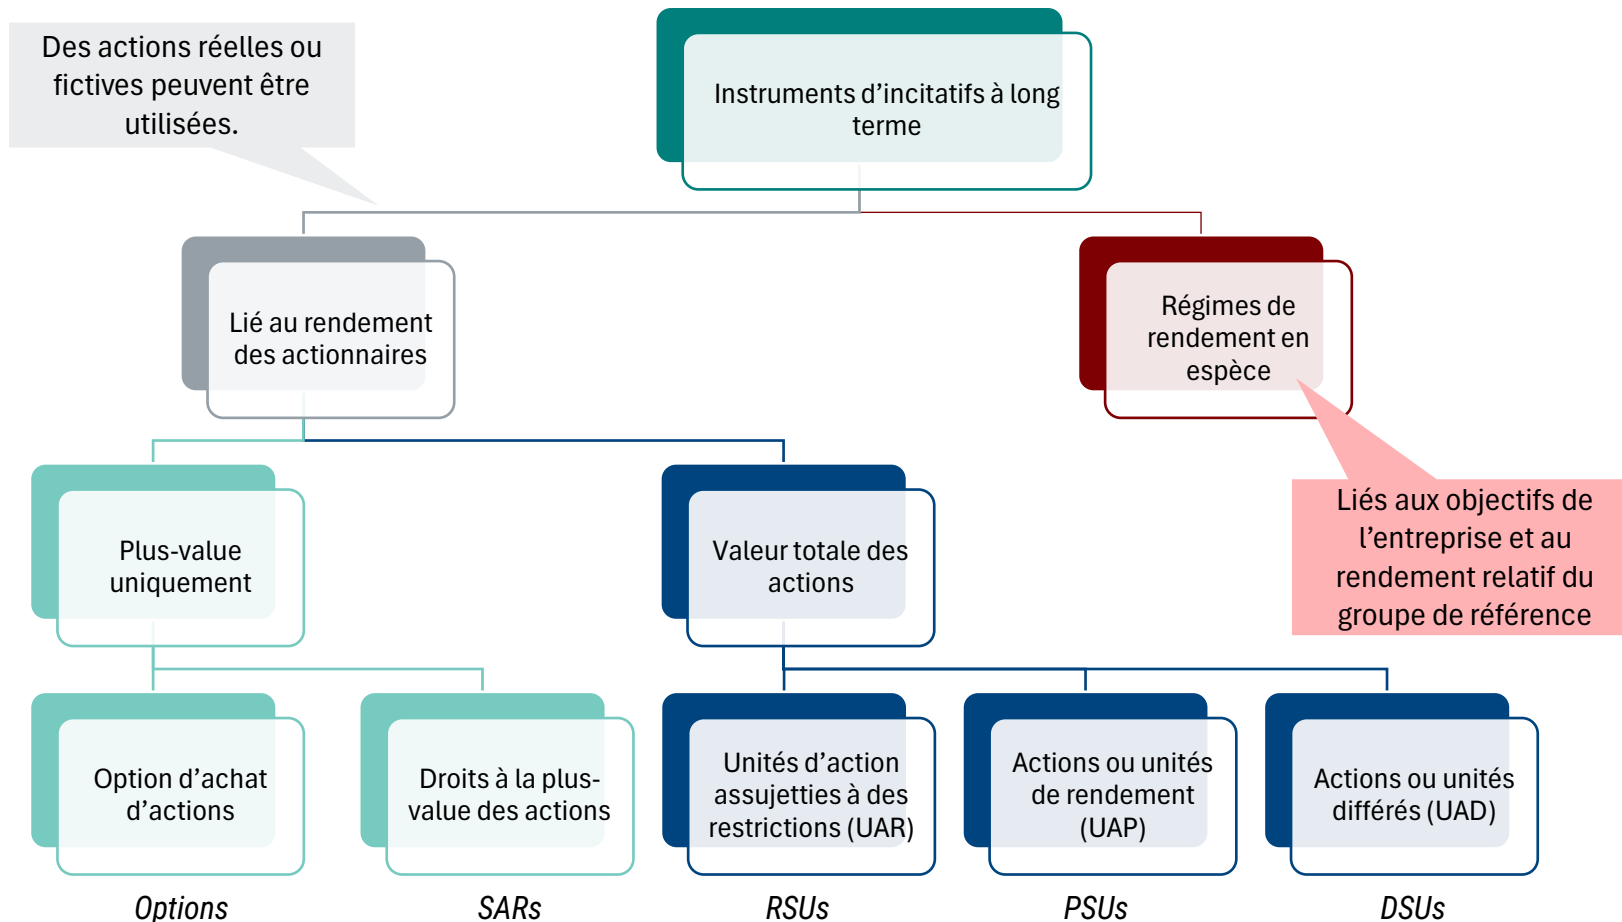 Des actions réelles ou
fictives peuvent être
utilisées.
Instruments d'incitatifs à long
terme
Lié au rendement
des actionnaires
Régimes de
rendement en
espèce
Plus-value
uniquement
Valeur totale des
actions
Liés aux objectifs de
l'entreprise et au
rendement relatif du
groupe de référence
Option d'achat
d'actions
Droits à la plus-
value des actions
Unités d'action
assujetties à des
restrictions (UAR)
Actions ou unités
de rendement
(UAP)
Actions ou unités
différés (UAD)
Options
SARs
RSUs
PSUs
DSUs